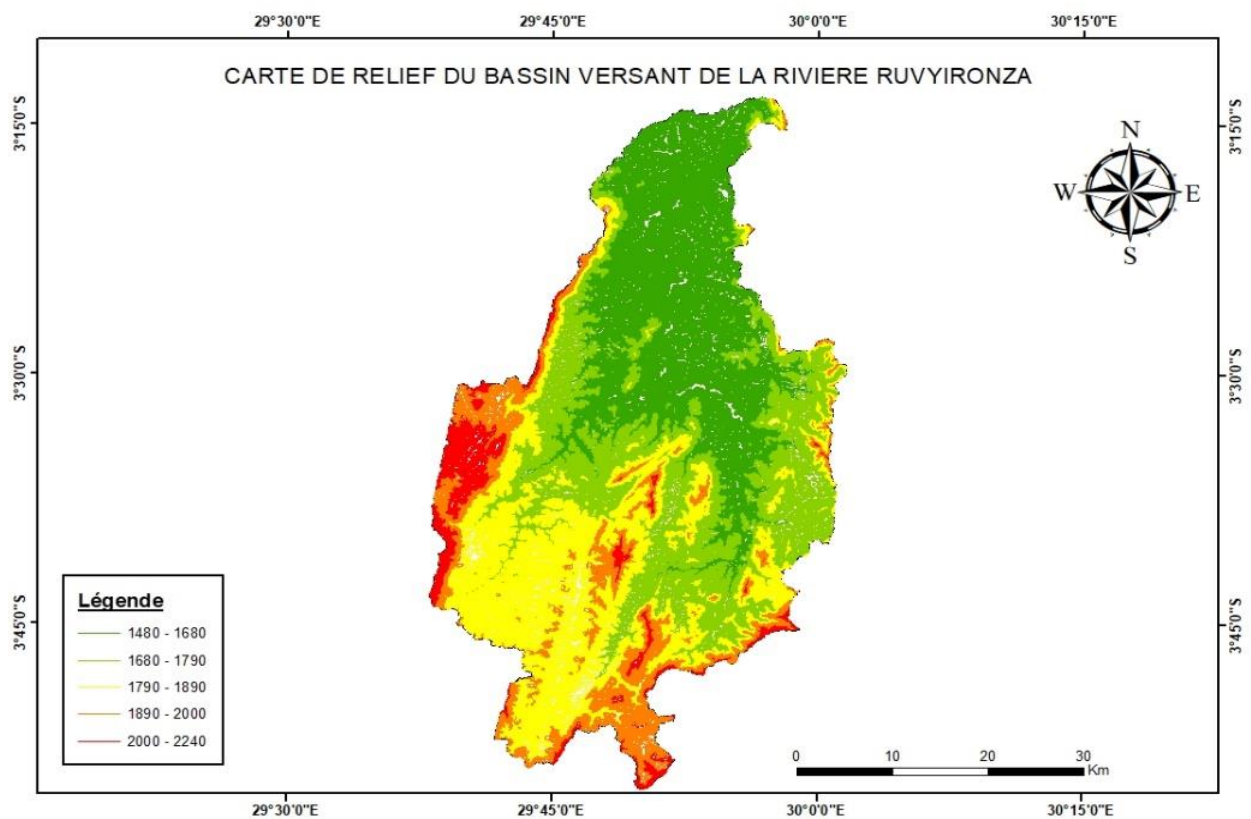 29°30'0"E 29°45'0"E 30°0'0"E 30°15'0"E
CARTE DE RELIEF DU BASSIN VERSANT DE LA RIVIERE RUVYIRONZA
3°15'0"S 3°15'0"S
N
W E
S
3°30'0"S 3°30'0"S
3°45'0"S 3°45'0"S
Légende
1480 - 1680
1680 - 1790
1790 - 1890
1890 - 2000
2000 - 2240
0 10 20 30
Km
29°30'0"E 29°45'0"E 30°0'0"E 30°15'0"E